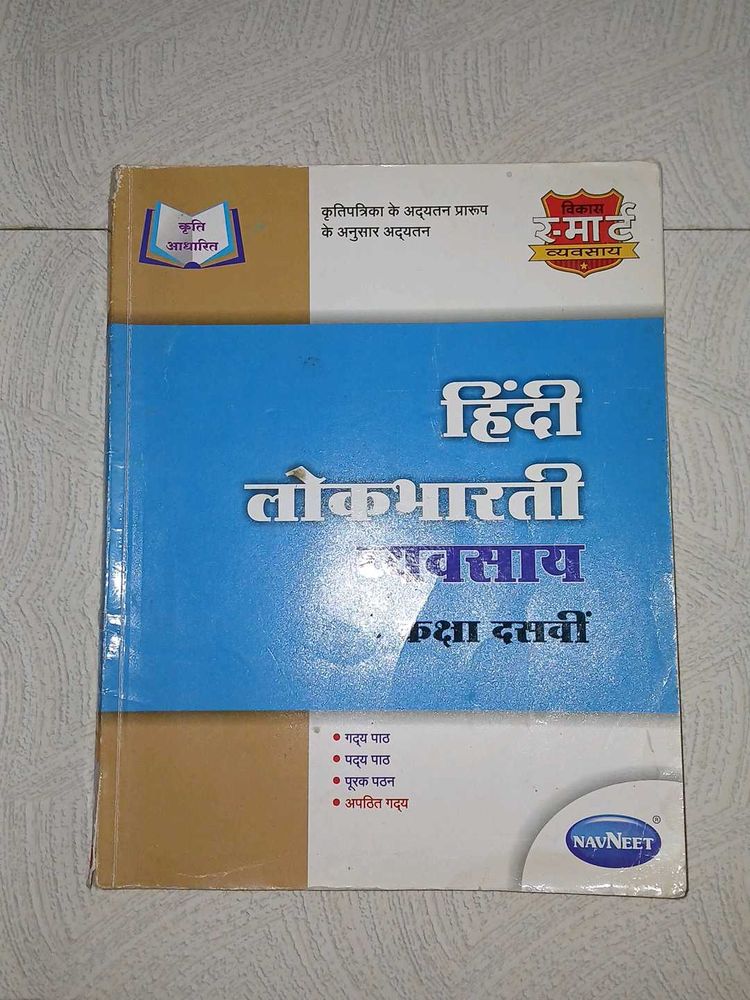 कृति
आधारित
कृतिपत्रिका के अद्‌यतन प्रारूप
के अनुसार अद्‌यतन
विकास
स्मार्ट
व्यवसाय
हिंदी
लोकभारती
व्यवसाय
कक्षा दसवीं
• गद्‌य पाठ
• पद्‌य पाठ
• पूरक पठन
• अपठित गद्‌य
NAVNEET®